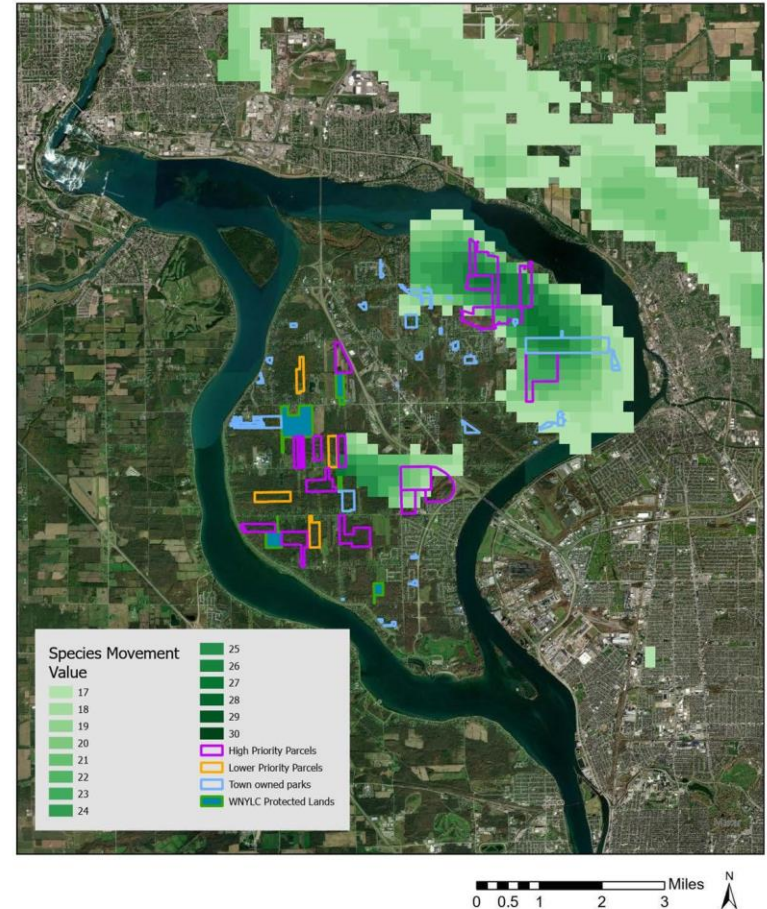 Species Movement
Value
17
18
19
20
21
22
23
24
25
26
27
28
29
30
High Priority Parcels
Lower Priority Parcels
Town owned parks
WNYLC Protected Lands
0 0.5 1 2 3 Miles
N